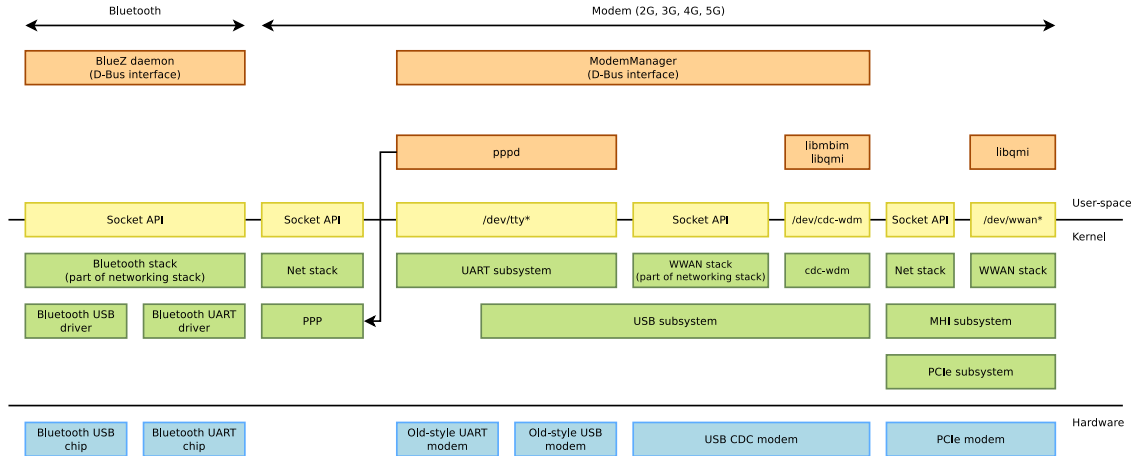 Bluetooth
Modem (2G, 3G, 4G, 5G)
BlueZ daemon
(D-Bus interface)
ModemManager
(D-Bus interface)
pppd
libmbim
libqmi
libqmi
User-space
Socket API
Socket API
/dev/tty*
Socket API
/dev/cdc-wdm
Socket API
/dev/wwan*
Kernel
Bluetooth stack
(part of networking stack)
Net stack
UART subsystem
WWAN stack
(part of networking stack)
cdc-wdm
Net stack
WWAN stack
Bluetooth USB
driver
Bluetooth UART
driver
PPP
USB subsystem
MHI subsystem
PCIe subsystem
Hardware
Bluetooth USB
chip
Bluetooth UART
chip
Old-style UART
modem
Old-style USB
modem
USB CDC modem
PCIe modem